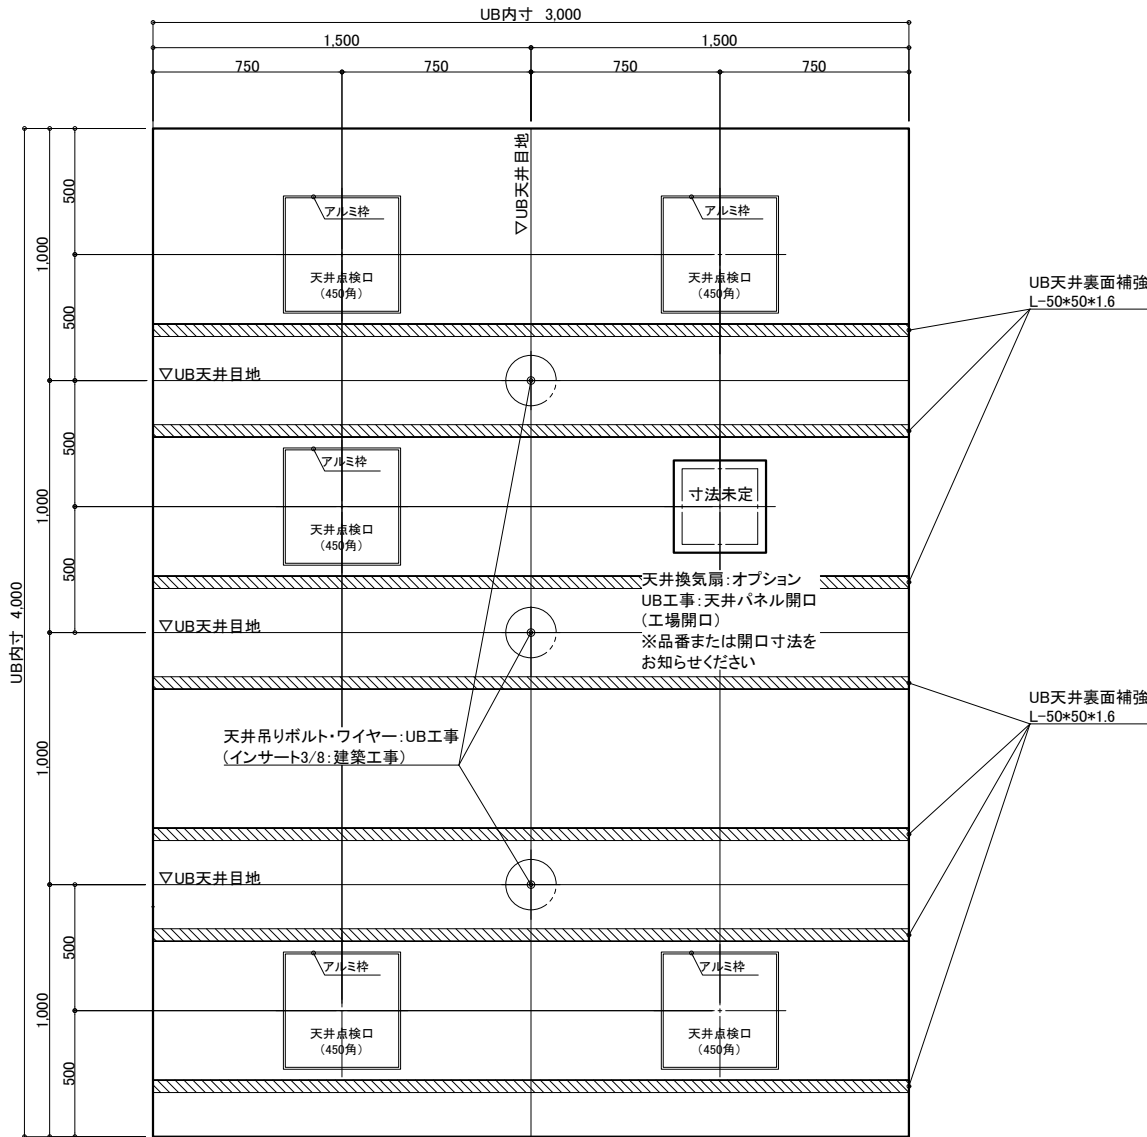 UB内寸 3,000
1,500
1,500
750
750
750
750
UB内寸 4,000
1,000
1,000
1,000
1,000
500
500
500
500
500
500
▽UB天井目地
アルミ枠
天井点検口
(450角)
アルミ枠
天井点検口
(450角)
UB天井裏面補強
L-50*50*1.6
▽UB天井目地
アルミ枠
天井点検口
(450角)
寸法未定
天井換気扇:オプション
UB工事:天井パネル開口
(工場開口)
※品番または開口寸法を
お知らせください
▽UB天井目地
UB天井裏面補強
L-50*50*1.6
天井吊りボルト・ワイヤー:UB工事
(インサート3/8:建築工事)
▽UB天井目地
アルミ枠
天井点検口
(450角)
アルミ枠
天井点検口
(450角)